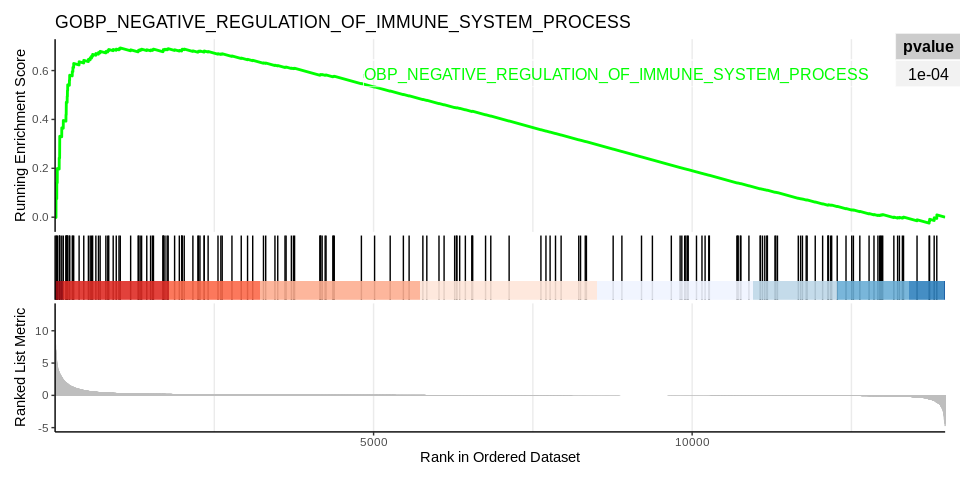 GOBP_NEGATIVE_REGULATION_OF_IMMUNE_SYSTEM_PROCESS
pvalue
1e-04
OBP_NEGATIVE_REGULATION_OF_IMMUNE_SYSTEM_PROCESS
Running Enrichment Score
0.6
0.4
0.2
0.0
Ranked List Metric
10
5
0
-5
5000
10000
Rank in Ordered Dataset